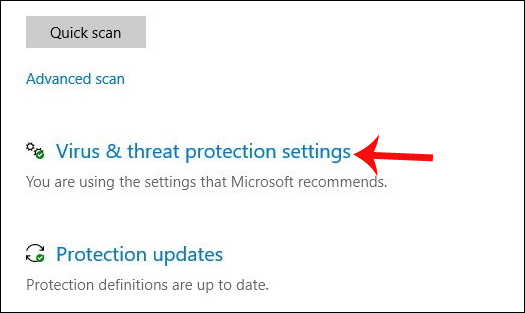 Quick scan
Advanced scan
Virus & threat protection settings
You are using the settings that Microsoft recommends.
Protection updates
Protection definitions are up to date.